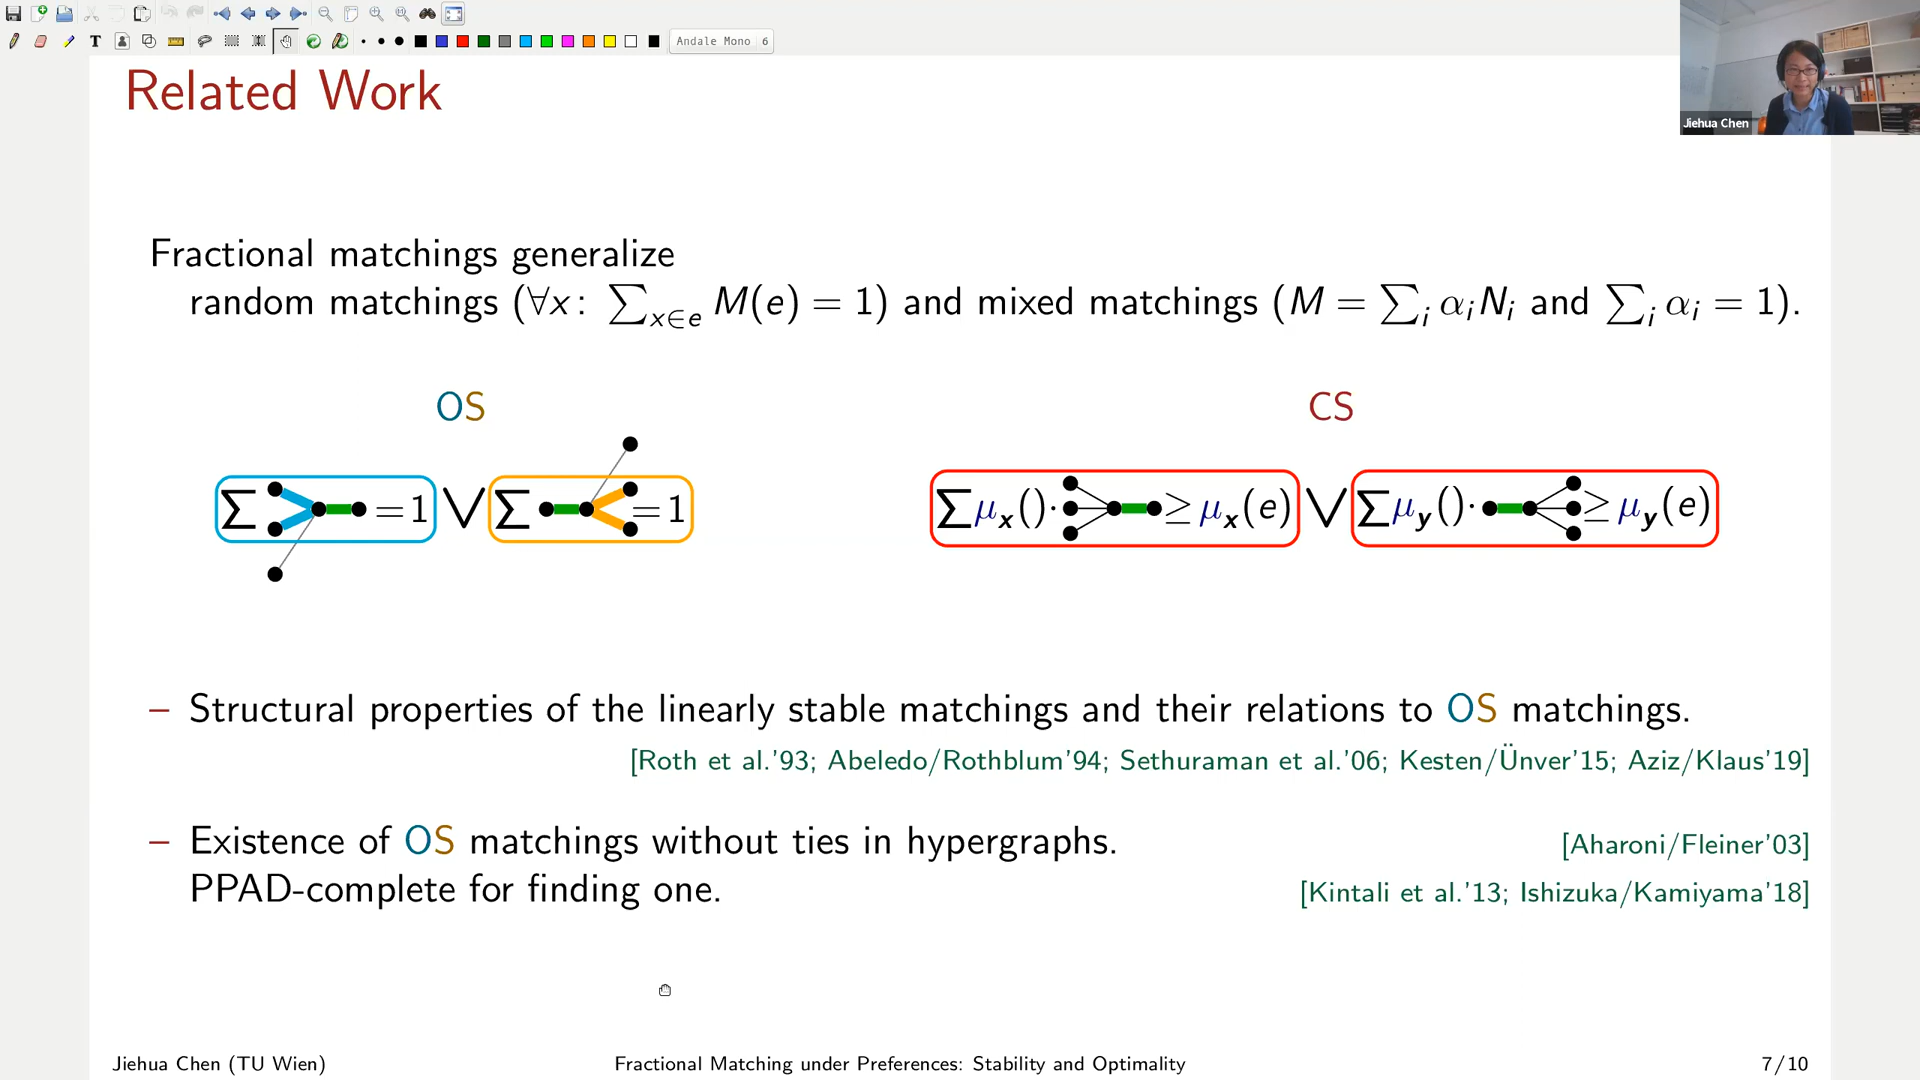 T
Andale Mono 6
Related Work
Jiehua Chen
Fractional matchings generalize
random matchings (∀x: ∑ₓ∈ₑ M(e) = 1) and mixed matchings (M = ∑ᵢ αᵢNᵢ and ∑ᵢ αᵢ = 1).
OS
CS
∑ = 1 ⋁ ∑ = 1
∑μₓ()· ≥ μₓ(e) ⋁ ∑μᵧ()· ≥ μᵧ(e)
– Structural properties of the linearly stable matchings and their relations to OS matchings.
[Roth et al.'93; Abeledo/Rothblum'94; Sethuraman et al.'06; Kesten/Ünver'15; Aziz/Klaus'19]
– Existence of OS matchings without ties in hypergraphs. [Aharoni/Fleiner'03]
PPAD-complete for finding one. [Kintali et al.'13; Ishizuka/Kamiyama'18]
Jiehua Chen (TU Wien) Fractional Matching under Preferences: Stability and Optimality 7/10